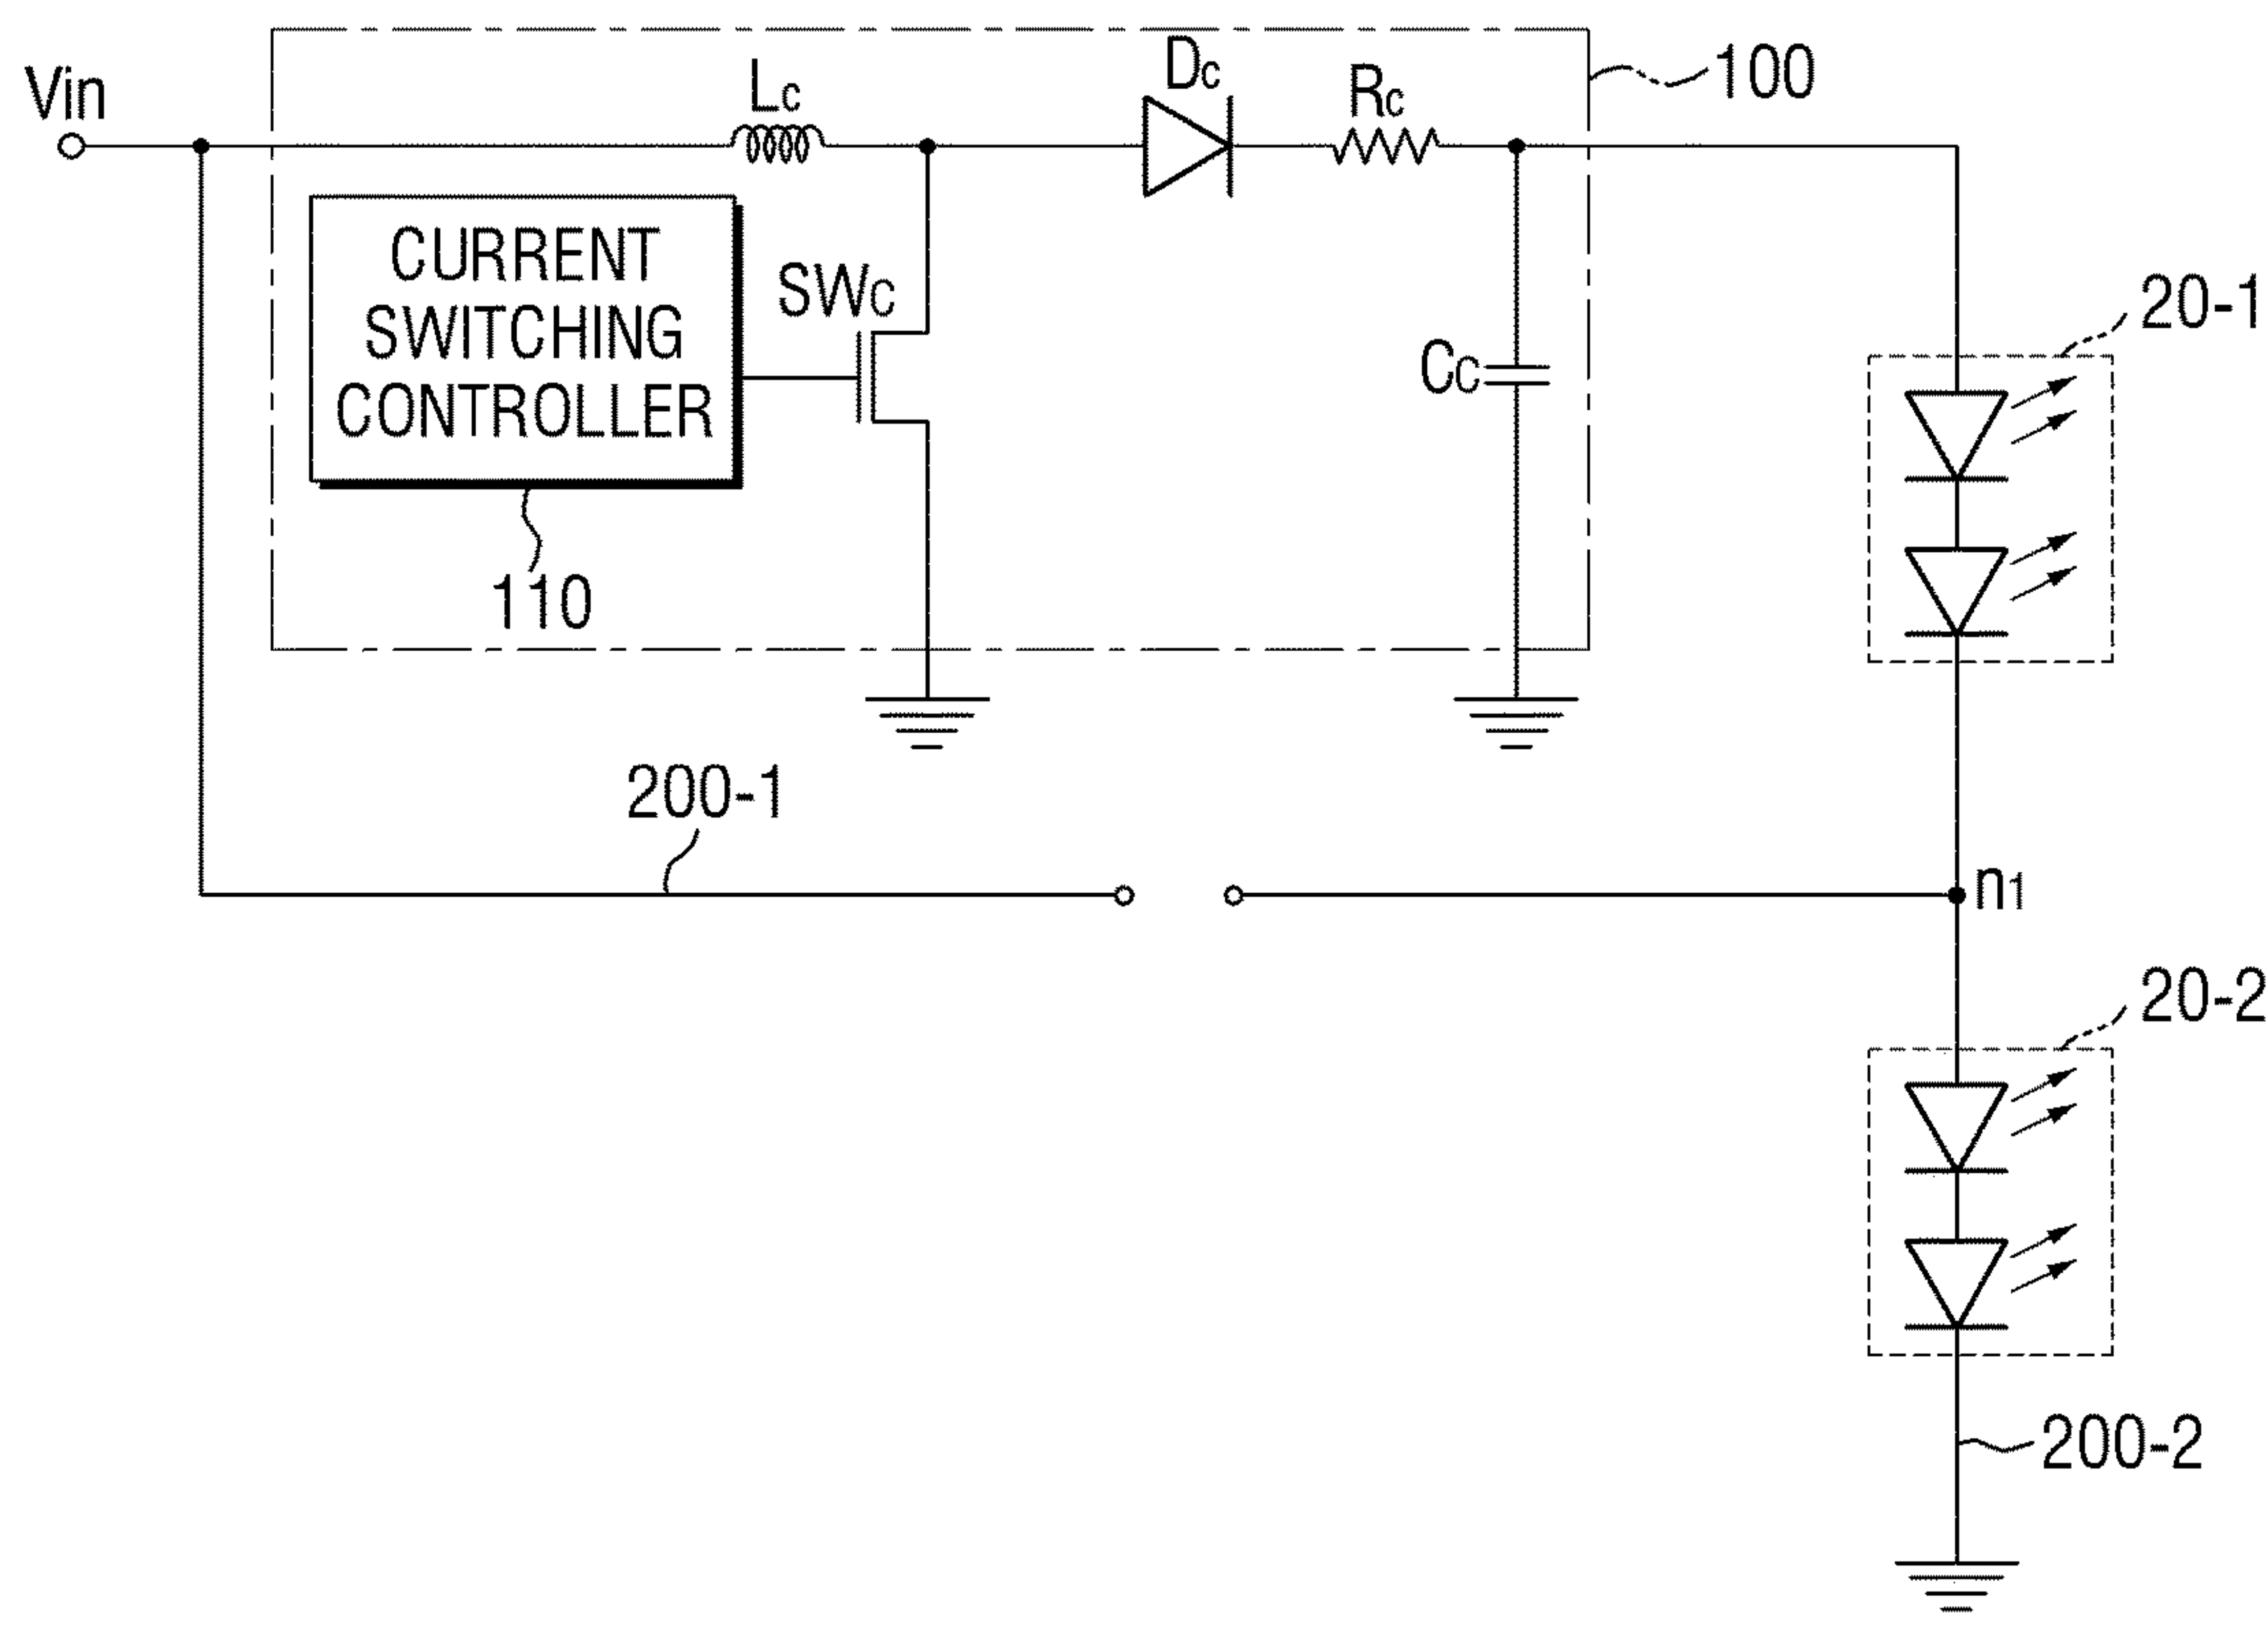 Vin
Lc
Dc
Rc
100
CURRENT
SWITCHING
CONTROLLER
SWc
Cc
20-1
110
200-1
n1
20-2
200-2